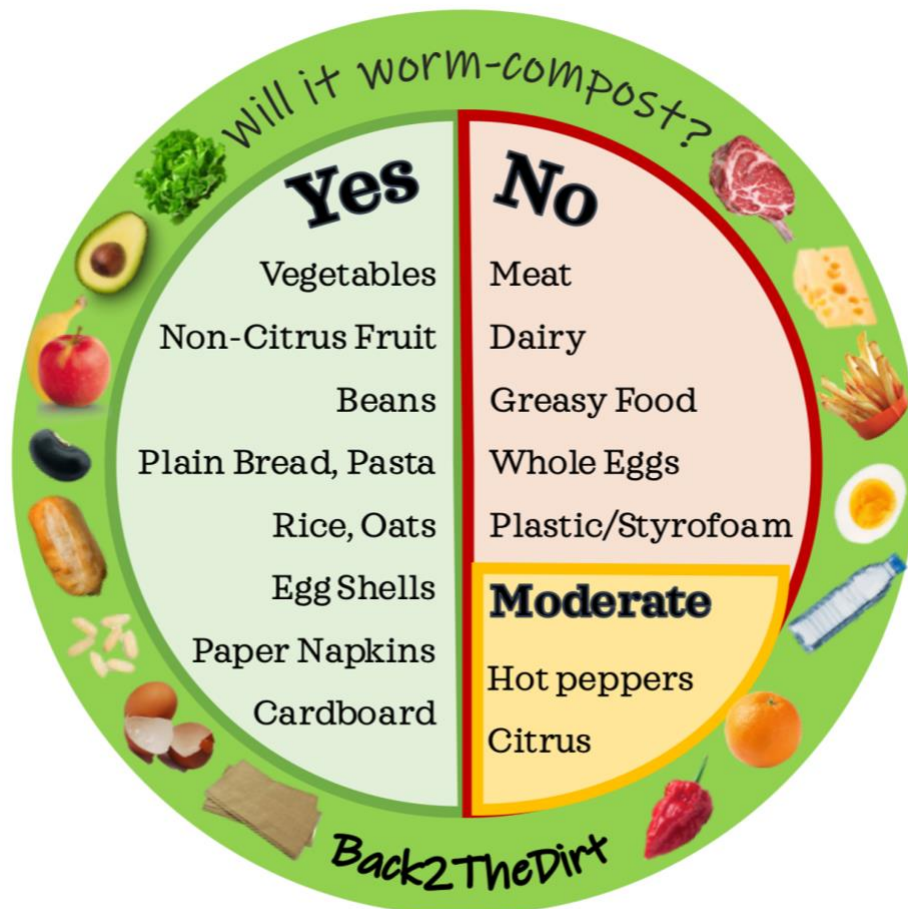 Will it worm-compost?
Yes
Vegetables
Non-Citrus Fruit
Beans
Plain Bread, Pasta
Rice, Oats
Egg Shells
Paper Napkins
Cardboard
No
Meat
Dairy
Greasy Food
Whole Eggs
Plastic/Styrofoam
Moderate
Hot peppers
Citrus
Back2TheDirt